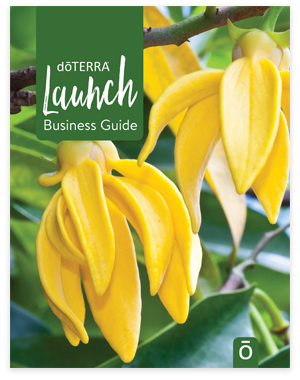 dōTERRA
Launch
Business Guide
ō